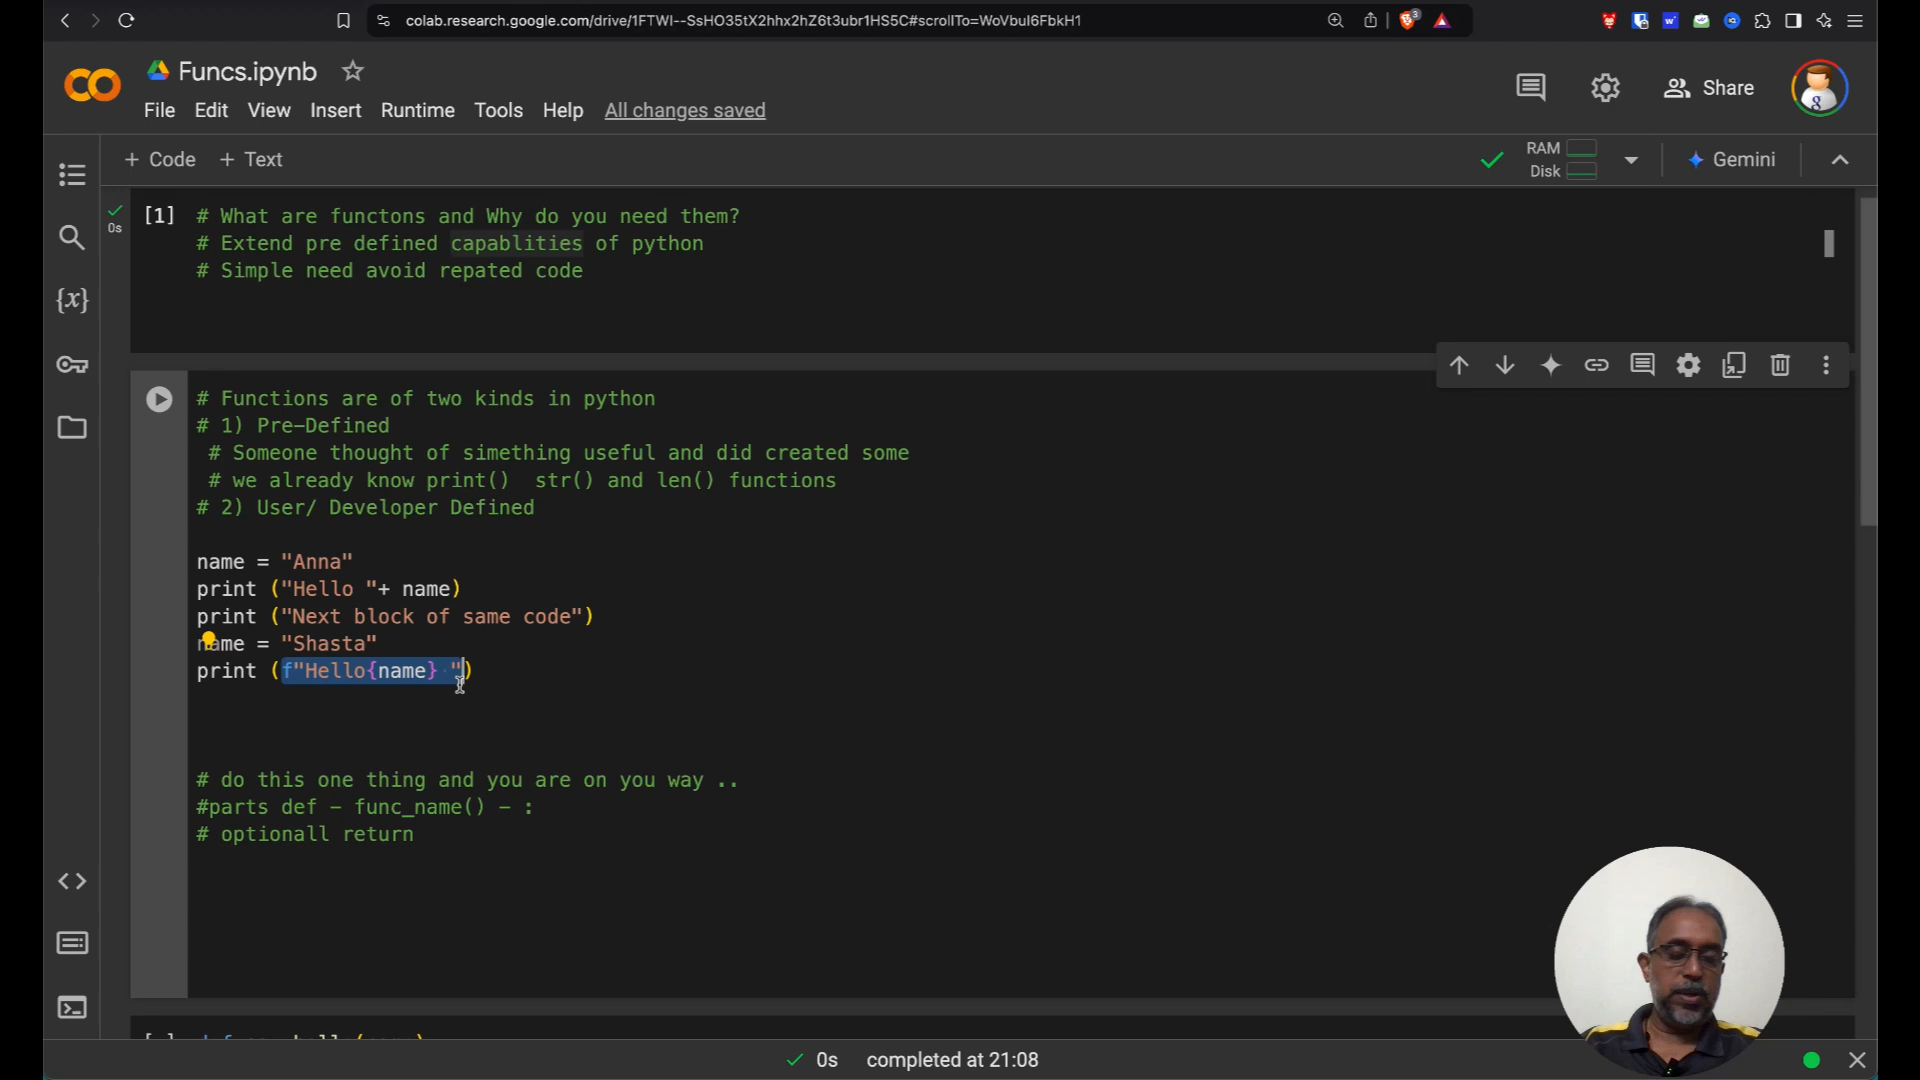 colab.research.google.com/drive/1FTWI--SsHO35tX2hhx2hZ6t3ubr1HS5C#scrollTo=WoVbuI6FbkH1
3
Funcs.ipynb
File Edit View Insert Runtime Tools Help All changes saved
Share
+ Code + Text
RAM
Disk
Gemini
[1]
0s
# What are functons and Why do you need them?
# Extend pre defined capablities of python
# Simple need avoid repated code
{x}
# Functions are of two kinds in python
# 1) Pre-Defined
# Someone thought of simething useful and did created some
# we already know print()  str() and len() functions
# 2) User/ Developer Defined
name = "Anna"
print ("Hello "+ name)
print ("Next block of same code")
name = "Shasta"
print (f"Hello{name} ")
# do this one thing and you are on you way ..
#parts def - func_name() - :
# optionall return
0s completed at 21:08